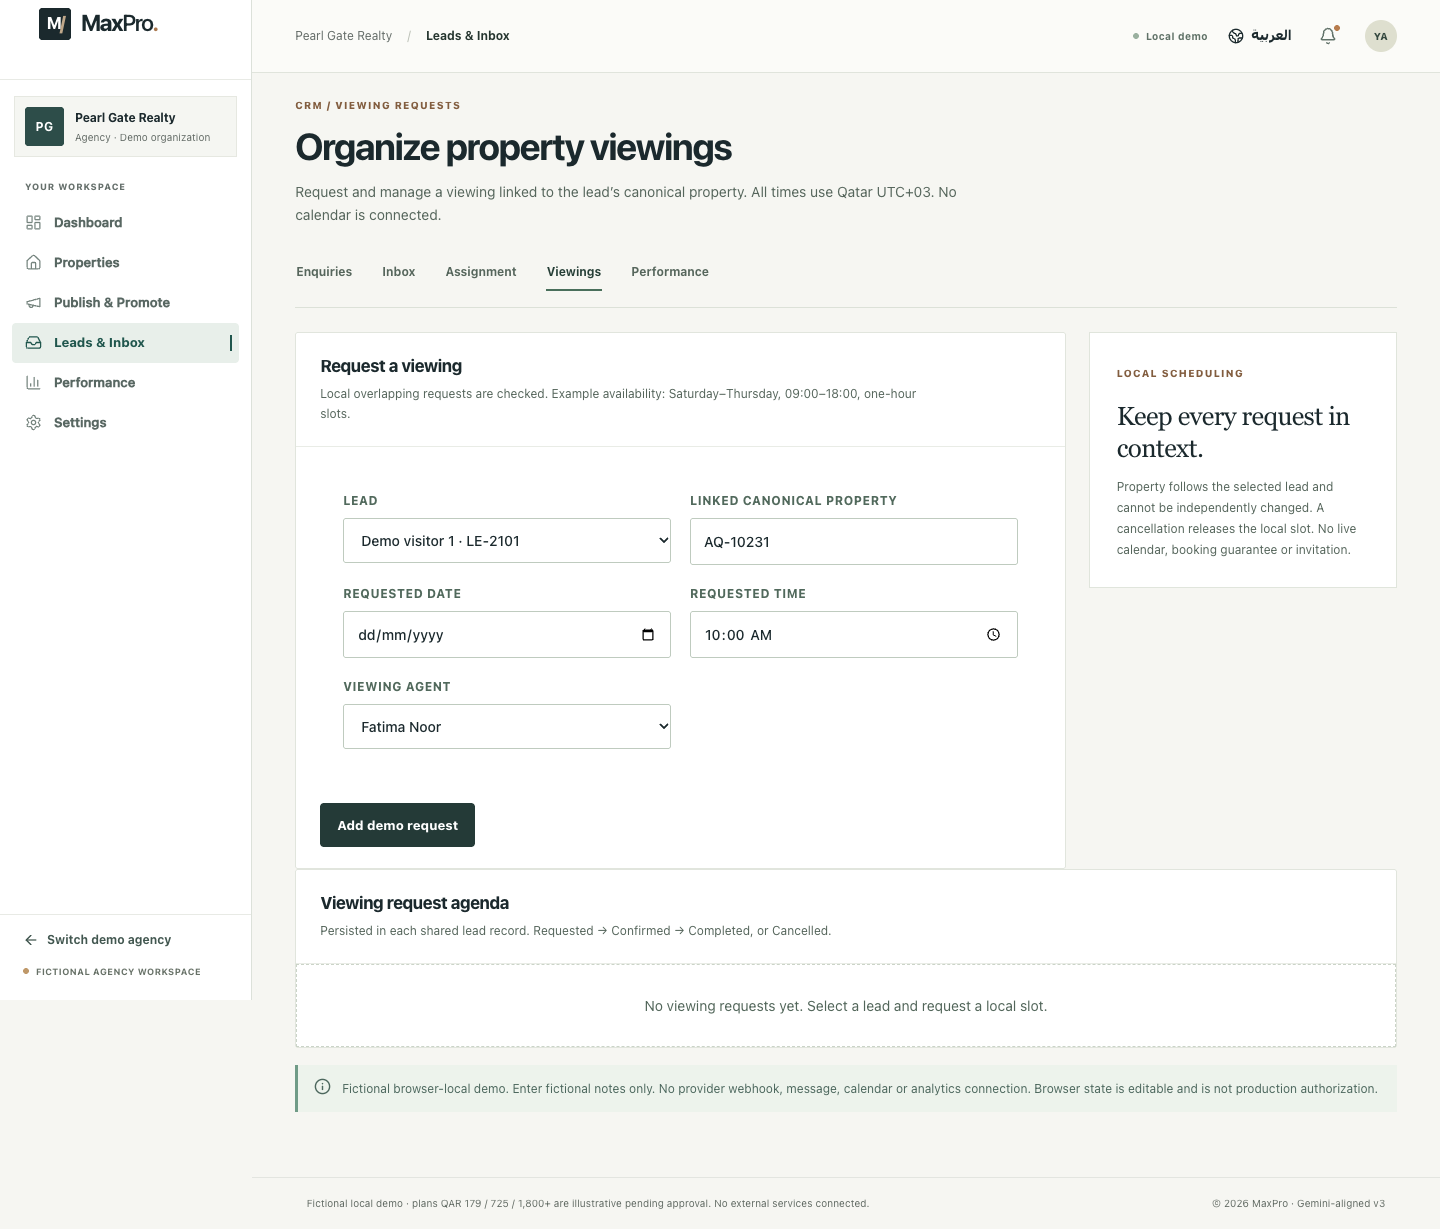 M/ MaxPro.
Pearl Gate Realty / Leads & Inbox
Local demo
العربية
YA
PG
Pearl Gate Realty
Agency · Demo organization
YOUR WORKSPACE
Dashboard
Properties
Publish & Promote
Leads & Inbox
Performance
Settings
Switch demo agency
FICTIONAL AGENCY WORKSPACE
CRM / VIEWING REQUESTS
Organize property viewings
Request and manage a viewing linked to the lead’s canonical property. All times use Qatar UTC+03. No
calendar is connected.
Enquiries Inbox Assignment Viewings Performance
Request a viewing
Local overlapping requests are checked. Example availability: Saturday–Thursday, 09:00–18:00, one-hour
slots.
LEAD
Demo visitor 1 · LE-2101
LINKED CANONICAL PROPERTY
AQ-10231
REQUESTED DATE
dd/mm/yyyy
REQUESTED TIME
10:00 AM
VIEWING AGENT
Fatima Noor
Add demo request
LOCAL SCHEDULING
Keep every request in
context.
Property follows the selected lead and
cannot be independently changed. A
cancellation releases the local slot. No live
calendar, booking guarantee or invitation.
Viewing request agenda
Persisted in each shared lead record. Requested → Confirmed → Completed, or Cancelled.
No viewing requests yet. Select a lead and request a local slot.
Fictional browser-local demo. Enter fictional notes only. No provider webhook, message, calendar or analytics connection. Browser state is editable and is not production authorization.
Fictional local demo · plans QAR 179 / 725 / 1,800+ are illustrative pending approval. No external services connected.
© 2026 MaxPro · Gemini-aligned v3